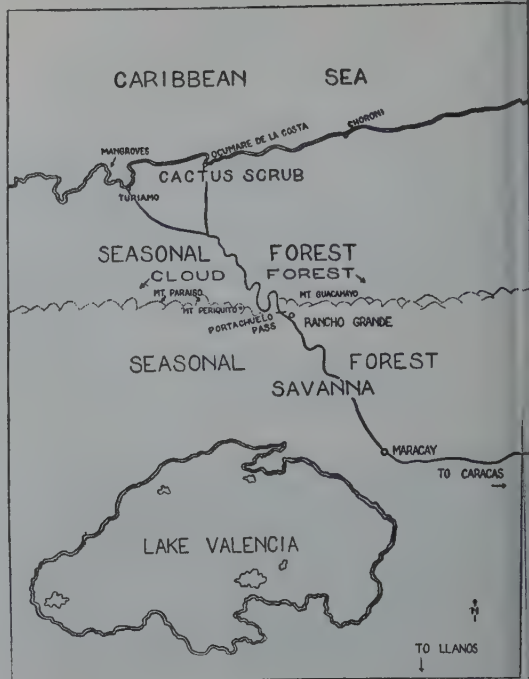 CARIBBEAN SEA
OCUMARE DE LA COSTA
CHORONI
MANGROVES
CACTUS SCRUB
TURIAMO
SEASONAL FOREST
CLOUD FOREST
MT PARAISO
MT GUACAMAYO
MT PERIQUITO
PORTACHUELO
PASS
RANCHO GRANDE
SEASONAL FOREST
SAVANNA
MARACAY
TO CARACAS
LAKE VALENCIA
N
TO LLANOS